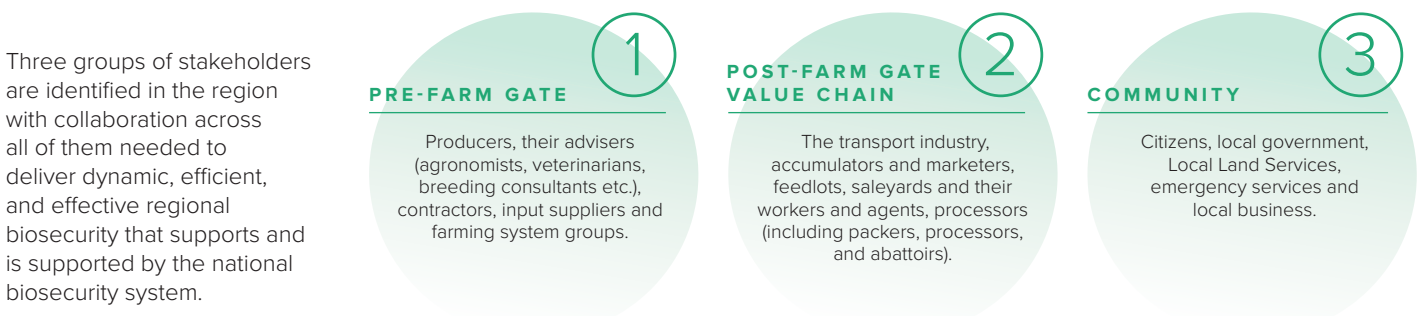 Three groups of stakeholders
are identified in the region
with collaboration across
all of them needed to
deliver dynamic, efficient,
and effective regional
biosecurity that supports and
is supported by the national
biosecurity system.
1
PRE-FARM GATE
Producers, their advisers
(agronomists, veterinarians,
breeding consultants etc.),
contractors, input suppliers and
farming system groups.
2
POST-FARM GATE
VALUE CHAIN
The transport industry,
accumulators and marketers,
feedlots, saleyards and their
workers and agents, processors
(including packers, processors,
and abattoirs).
3
COMMUNITY
Citizens, local government,
Local Land Services,
emergency services and
local business.